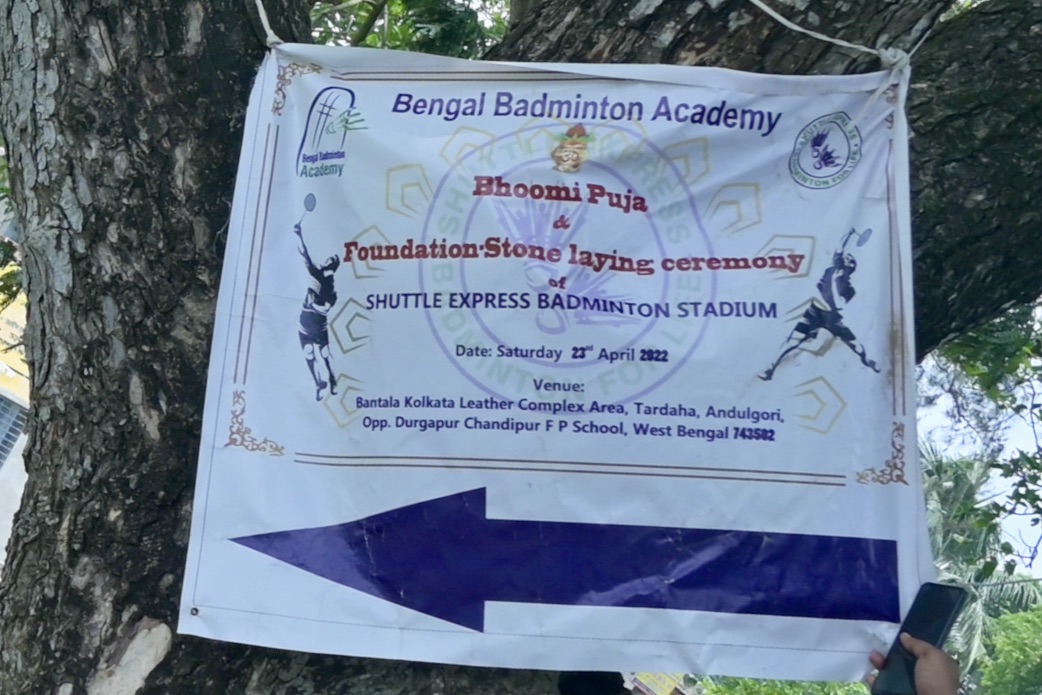 Bengal Badminton Academy
Bengal Badminton
Academy
Bhoomi Puja
&
Foundation-Stone laying ceremony
of
SHUTTLE EXPRESS BADMINTON STADIUM
Date: Saturday 23rd April 2022
Venue:
Bantala Kolkata Leather Complex Area, Tardaha, Andulgori,
Opp. Durgapur Chandipur F P School, West Bengal 743502